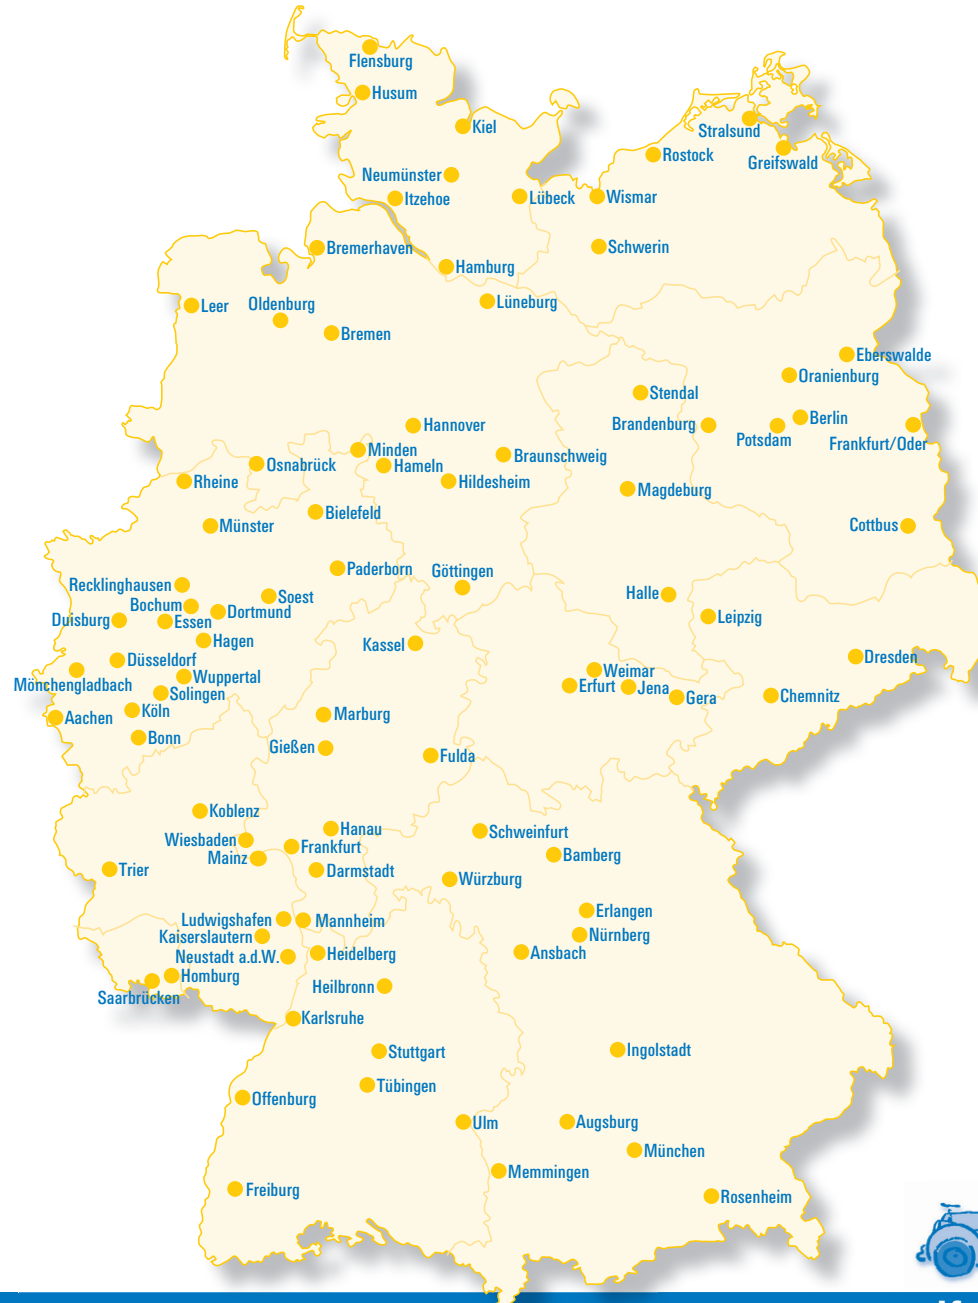 Flensburg
Husum
Kiel
Stralsund
Rostock
Greifswald
Neumünster
Itzehoe
Lübeck
Wismar
Bremerhaven
Schwerin
Hamburg
Leer
Oldenburg
Lüneburg
Bremen
Eberswalde
Oranienburg
Stendal
Hannover
Brandenburg
Berlin
Potsdam
Frankfurt/Oder
Minden
Braunschweig
Osnabrück
Hameln
Rheine
Hildesheim
Magdeburg
Bielefeld
Münster
Cottbus
Paderborn
Göttingen
Recklinghausen
Soest
Halle
Bochum
Dortmund
Duisburg
Essen
Leipzig
Hagen
Kassel
Düsseldorf
Dresden
Wuppertal
Weimar
Mönchengladbach
Erfurt
Jena
Solingen
Gera
Chemnitz
Köln
Aachen
Marburg
Bonn
Gießen
Fulda
Koblenz
Hanau
Schweinfurt
Wiesbaden
Frankfurt
Mainz
Bamberg
Trier
Darmstadt
Würzburg
Erlangen
Ludwigshafen
Mannheim
Kaiserslautern
Nürnberg
Neustadt a.d.W.
Heidelberg
Ansbach
Homburg
Heilbronn
Saarbrücken
Karlsruhe
Stuttgart
Ingolstadt
Tübingen
Offenburg
Ulm
Augsburg
München
Memmingen
Freiburg
Rosenheim